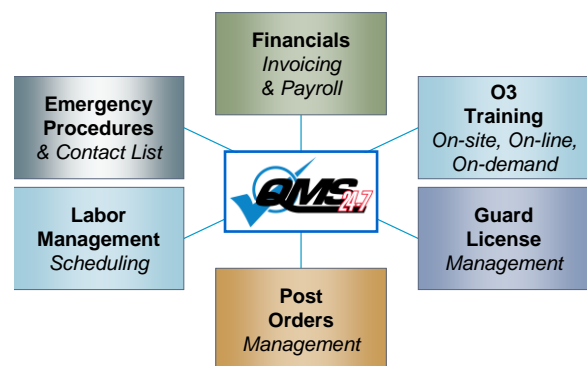 Financials
Invoicing
& Payroll
Emergency
Procedures
& Contact List
O3
Training
On-site, On-line,
On-demand
QMS 24-7
Labor
Management
Scheduling
Guard
License
Management
Post
Orders
Management